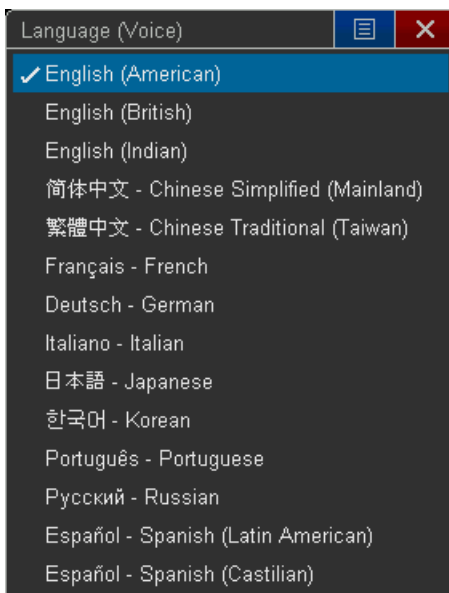 Language (Voice)
English (American)
English (British)
English (Indian)
简体中文 - Chinese Simplified (Mainland)
繁體中文 - Chinese Traditional (Taiwan)
Français - French
Deutsch - German
Italiano - Italian
日本語 - Japanese
한국어 - Korean
Português - Portuguese
Русский - Russian
Español - Spanish (Latin American)
Español - Spanish (Castilian)